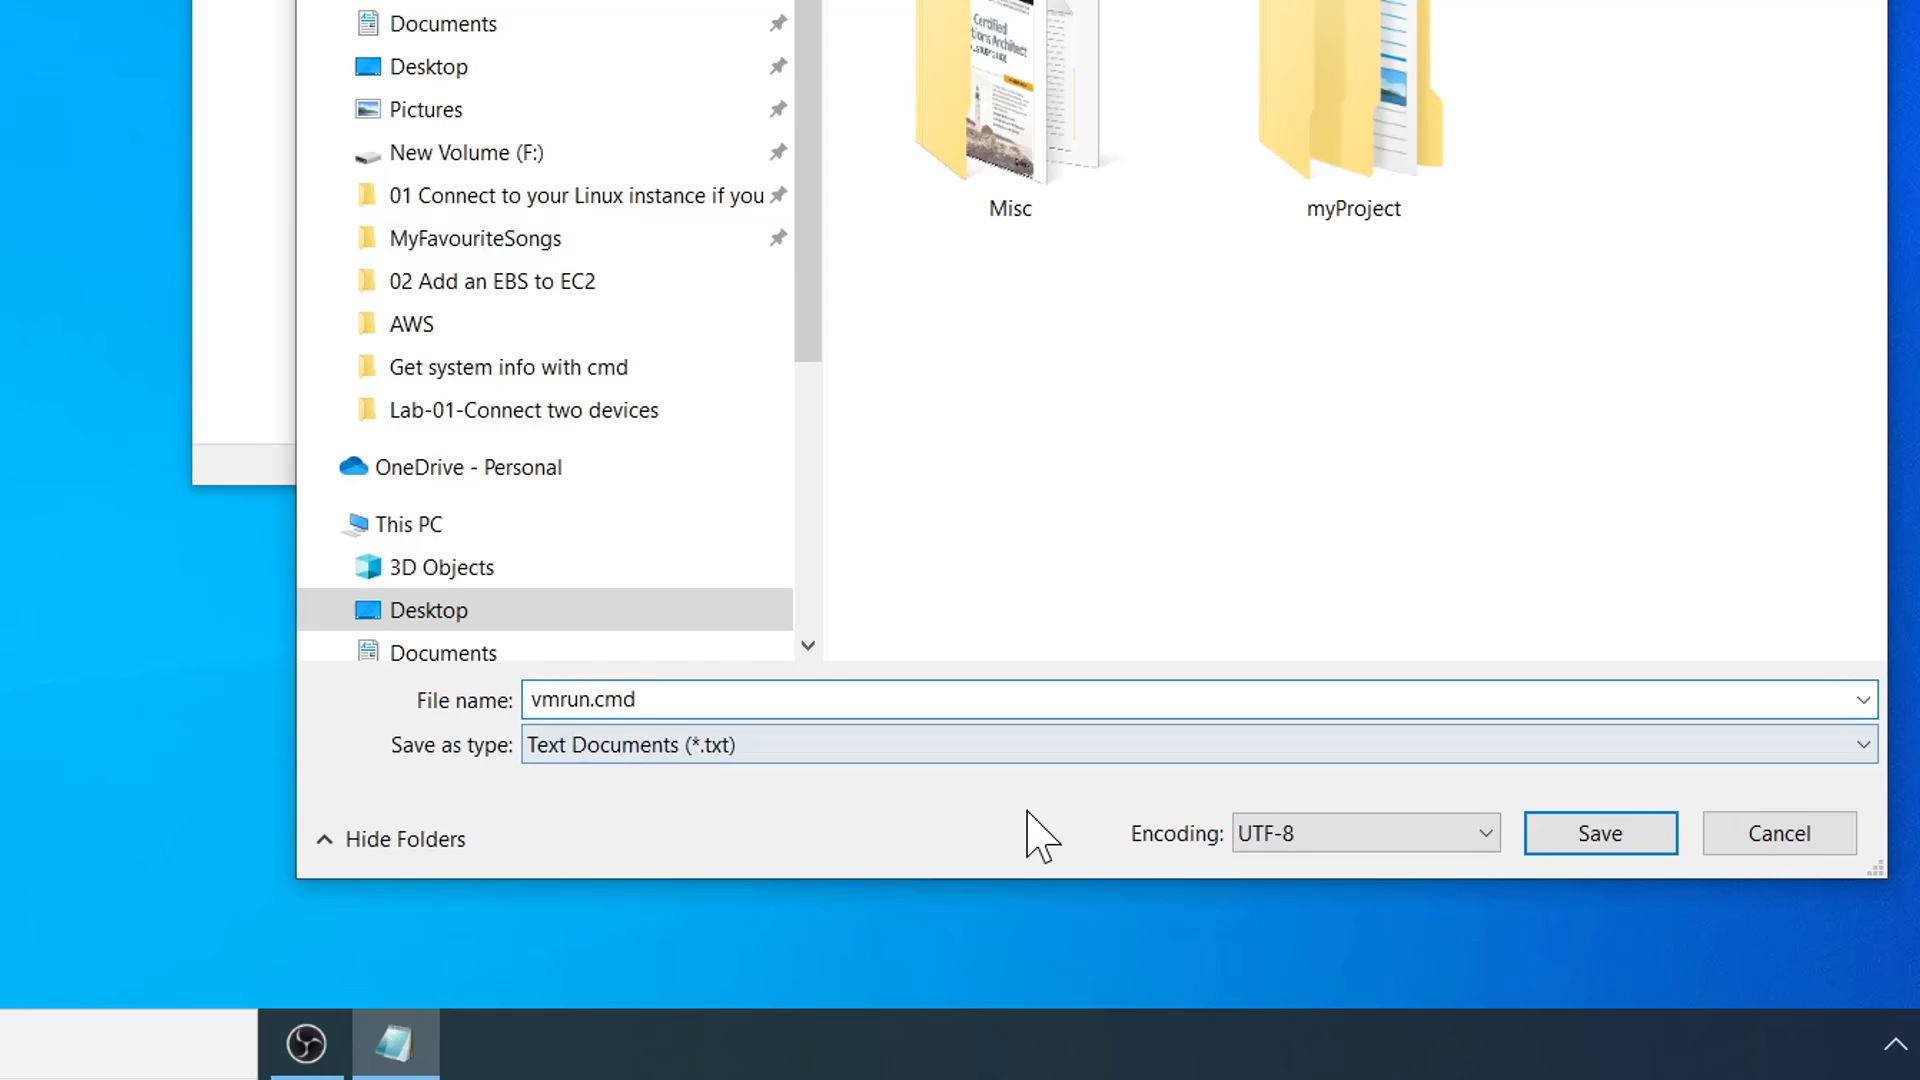 Documents
Desktop
Pictures
New Volume (F:)
01 Connect to your Linux instance if you
MyFavouriteSongs
02 Add an EBS to EC2
AWS
Get system info with cmd
Lab-01-Connect two devices
OneDrive - Personal
This PC
3D Objects
Desktop
Documents
Certified
Architect
Misc
myProject
File name: vmrun.cmd
Save as type: Text Documents (*.txt)
Hide Folders
Encoding: UTF-8
Save
Cancel